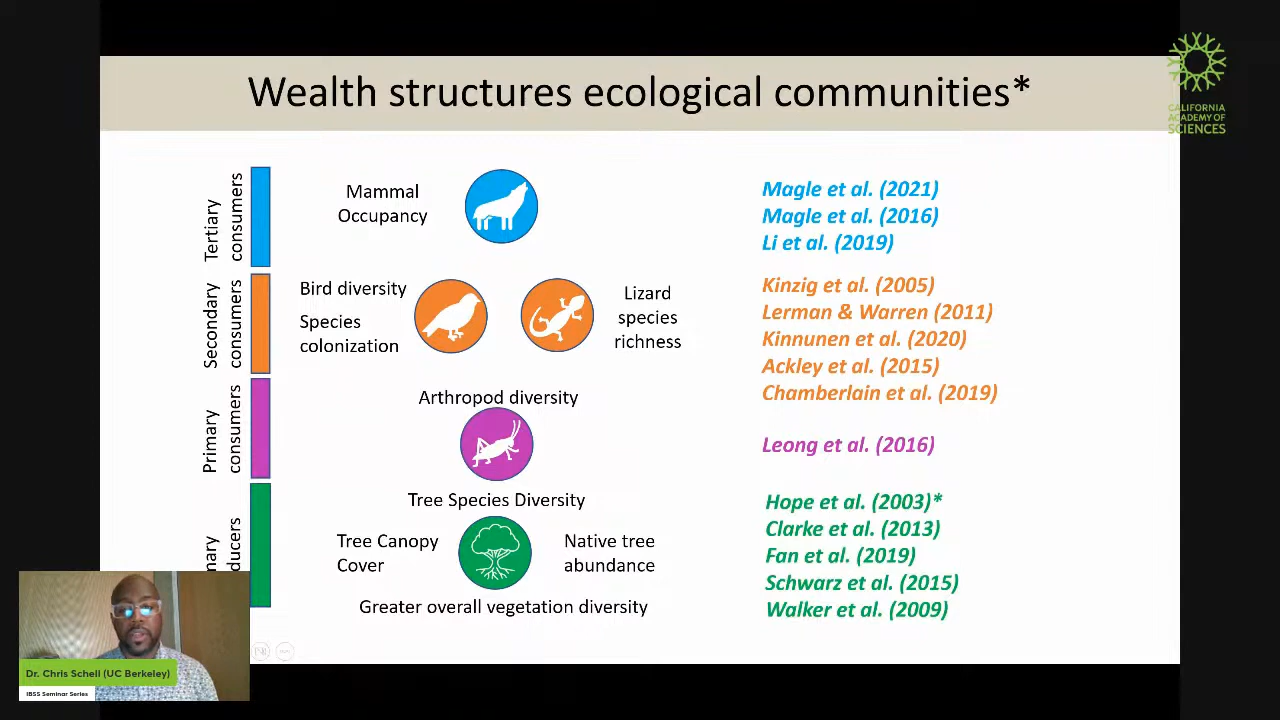 Wealth structures ecological communities*
CALIFORNIA
ACADEMY OF
SCIENCES
Tertiary
consumers
Mammal
Occupancy
Magle et al. (2021)
Magle et al. (2016)
Li et al. (2019)
Secondary
consumers
Bird diversity
Species
colonization
Lizard
species
richness
Kinzig et al. (2005)
Lerman & Warren (2011)
Kinnunen et al. (2020)
Ackley et al. (2015)
Chamberlain et al. (2019)
Primary
consumers
Arthropod diversity
Leong et al. (2016)
mary
ducers
Tree Species Diversity
Tree Canopy
Cover
Native tree
abundance
Greater overall vegetation diversity
Hope et al. (2003)*
Clarke et al. (2013)
Fan et al. (2019)
Schwarz et al. (2015)
Walker et al. (2009)
Dr. Chris Schell (UC Berkeley)
IBSS Seminar Series